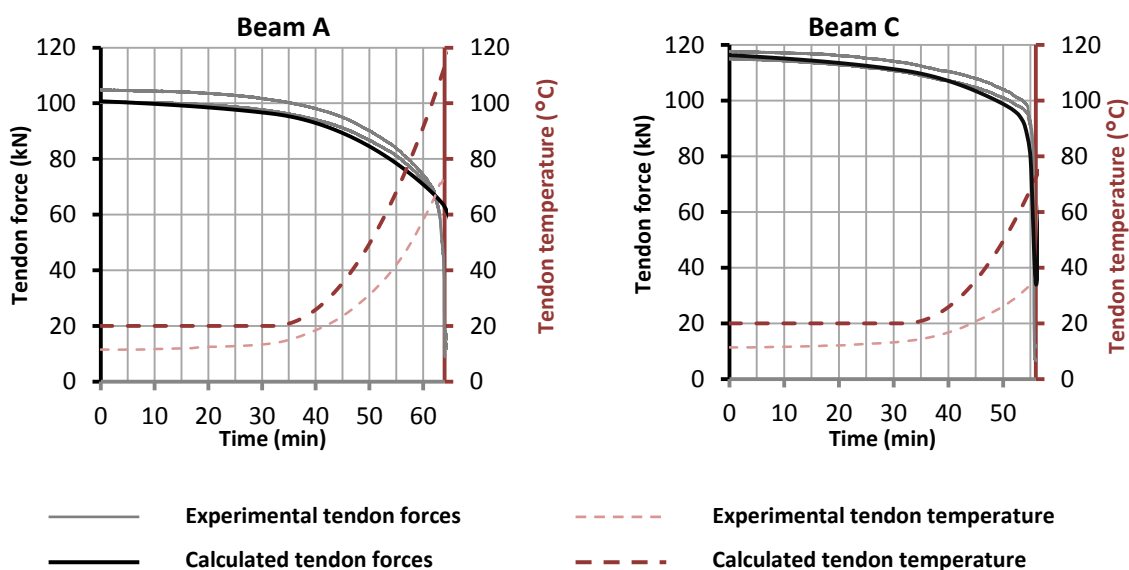 Beam A
Tendon force (kN)
120
100
80
60
40
20
0
0 10 20 30 40 50 60
Time (min)
120
100
80
60
40
20
0
Tendon temperature (°C)
Beam C
Tendon force (kN)
120
100
80
60
40
20
0
0 10 20 30 40 50
Time (min)
120
100
80
60
40
20
0
Tendon temperature (°C)
Experimental tendon forces
Experimental tendon temperature
Calculated tendon forces
Calculated tendon temperature